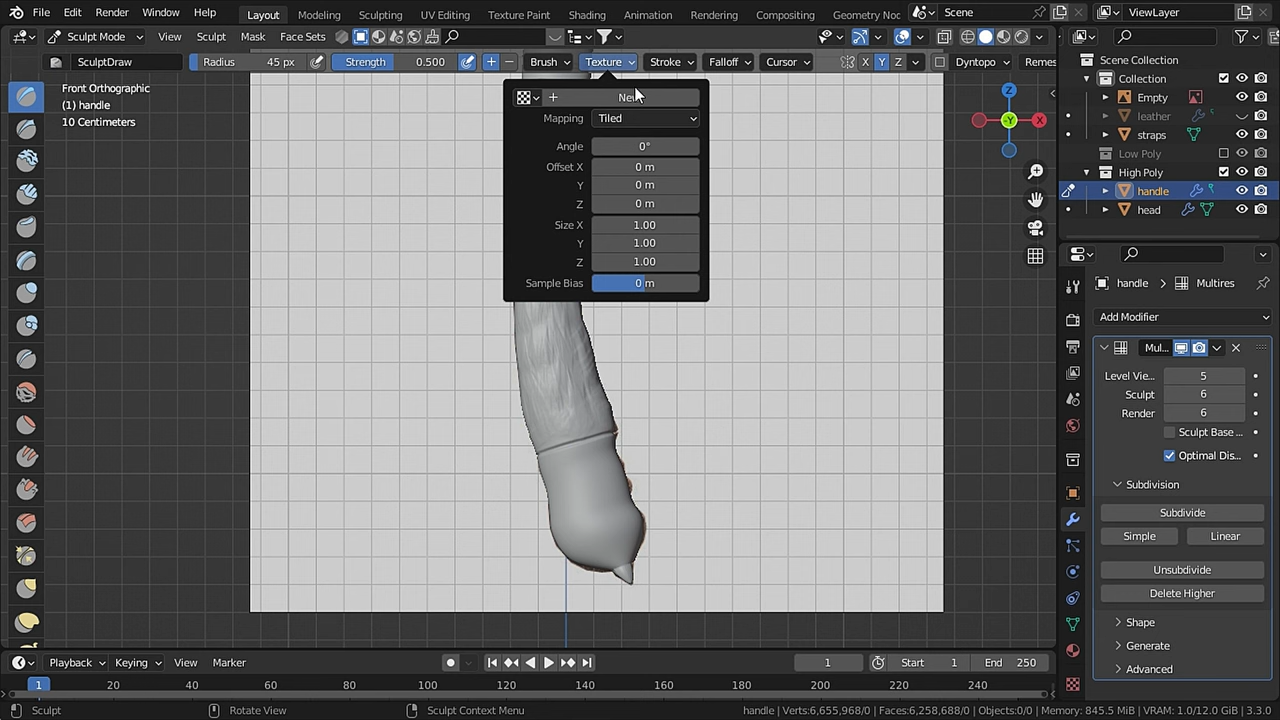 File Edit Render Window Help Layout Modeling Sculpting UV Editing Texture Paint Shading Animation Rendering Compositing Geometry Noc Scene ViewLayer
Sculpt Mode View Sculpt Mask Face Sets
SculptDraw Radius 45 px Strength 0.500 Brush Texture Stroke Falloff Cursor X Y Z Dyntopo Remes
Front Orthographic
(1) handle
10 Centimeters
Mapping Tiled
Angle 0°
Offset X 0 m
Y 0 m
Z 0 m
Size X 1.00
Y 1.00
Z 1.00
Sample Bias 0 m
Z
-Y
X
Scene Collection
Collection
Empty
leather
straps
Low Poly
High Poly
handle
head
handle Multires
Add Modifier
Mul...
Level Vie... 5
Sculpt 6
Render 6
Sculpt Base ...
Optimal Dis...
Subdivision
Subdivide
Simple Linear
Unsubdivide
Delete Higher
Shape
Generate
Advanced
Playback Keying View Marker 1 Start 1 End 250
1 20 40 60 80 100 120 140 160 180 200 220 240
Sculpt Rotate View Sculpt Context Menu handle | Verts:6,655,968/0 | Faces:6,258,688/0 | Objects:0/0 | Memory: 845.5 MiB | VRAM: 1.0/12.0 GiB | 3.3.0